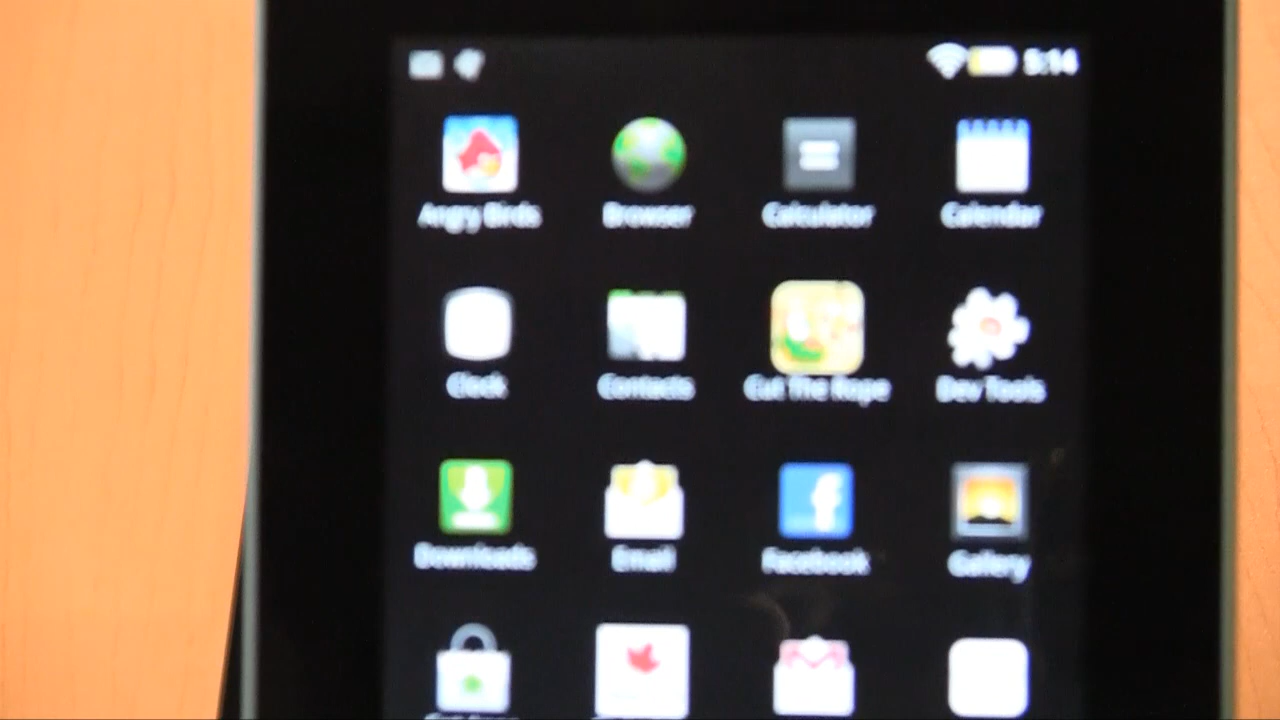 5:14
Angry Birds Browser Calculator Calendar
Clock Contacts Cut The Rope Dev Tools
Downloads Email Facebook Gallery